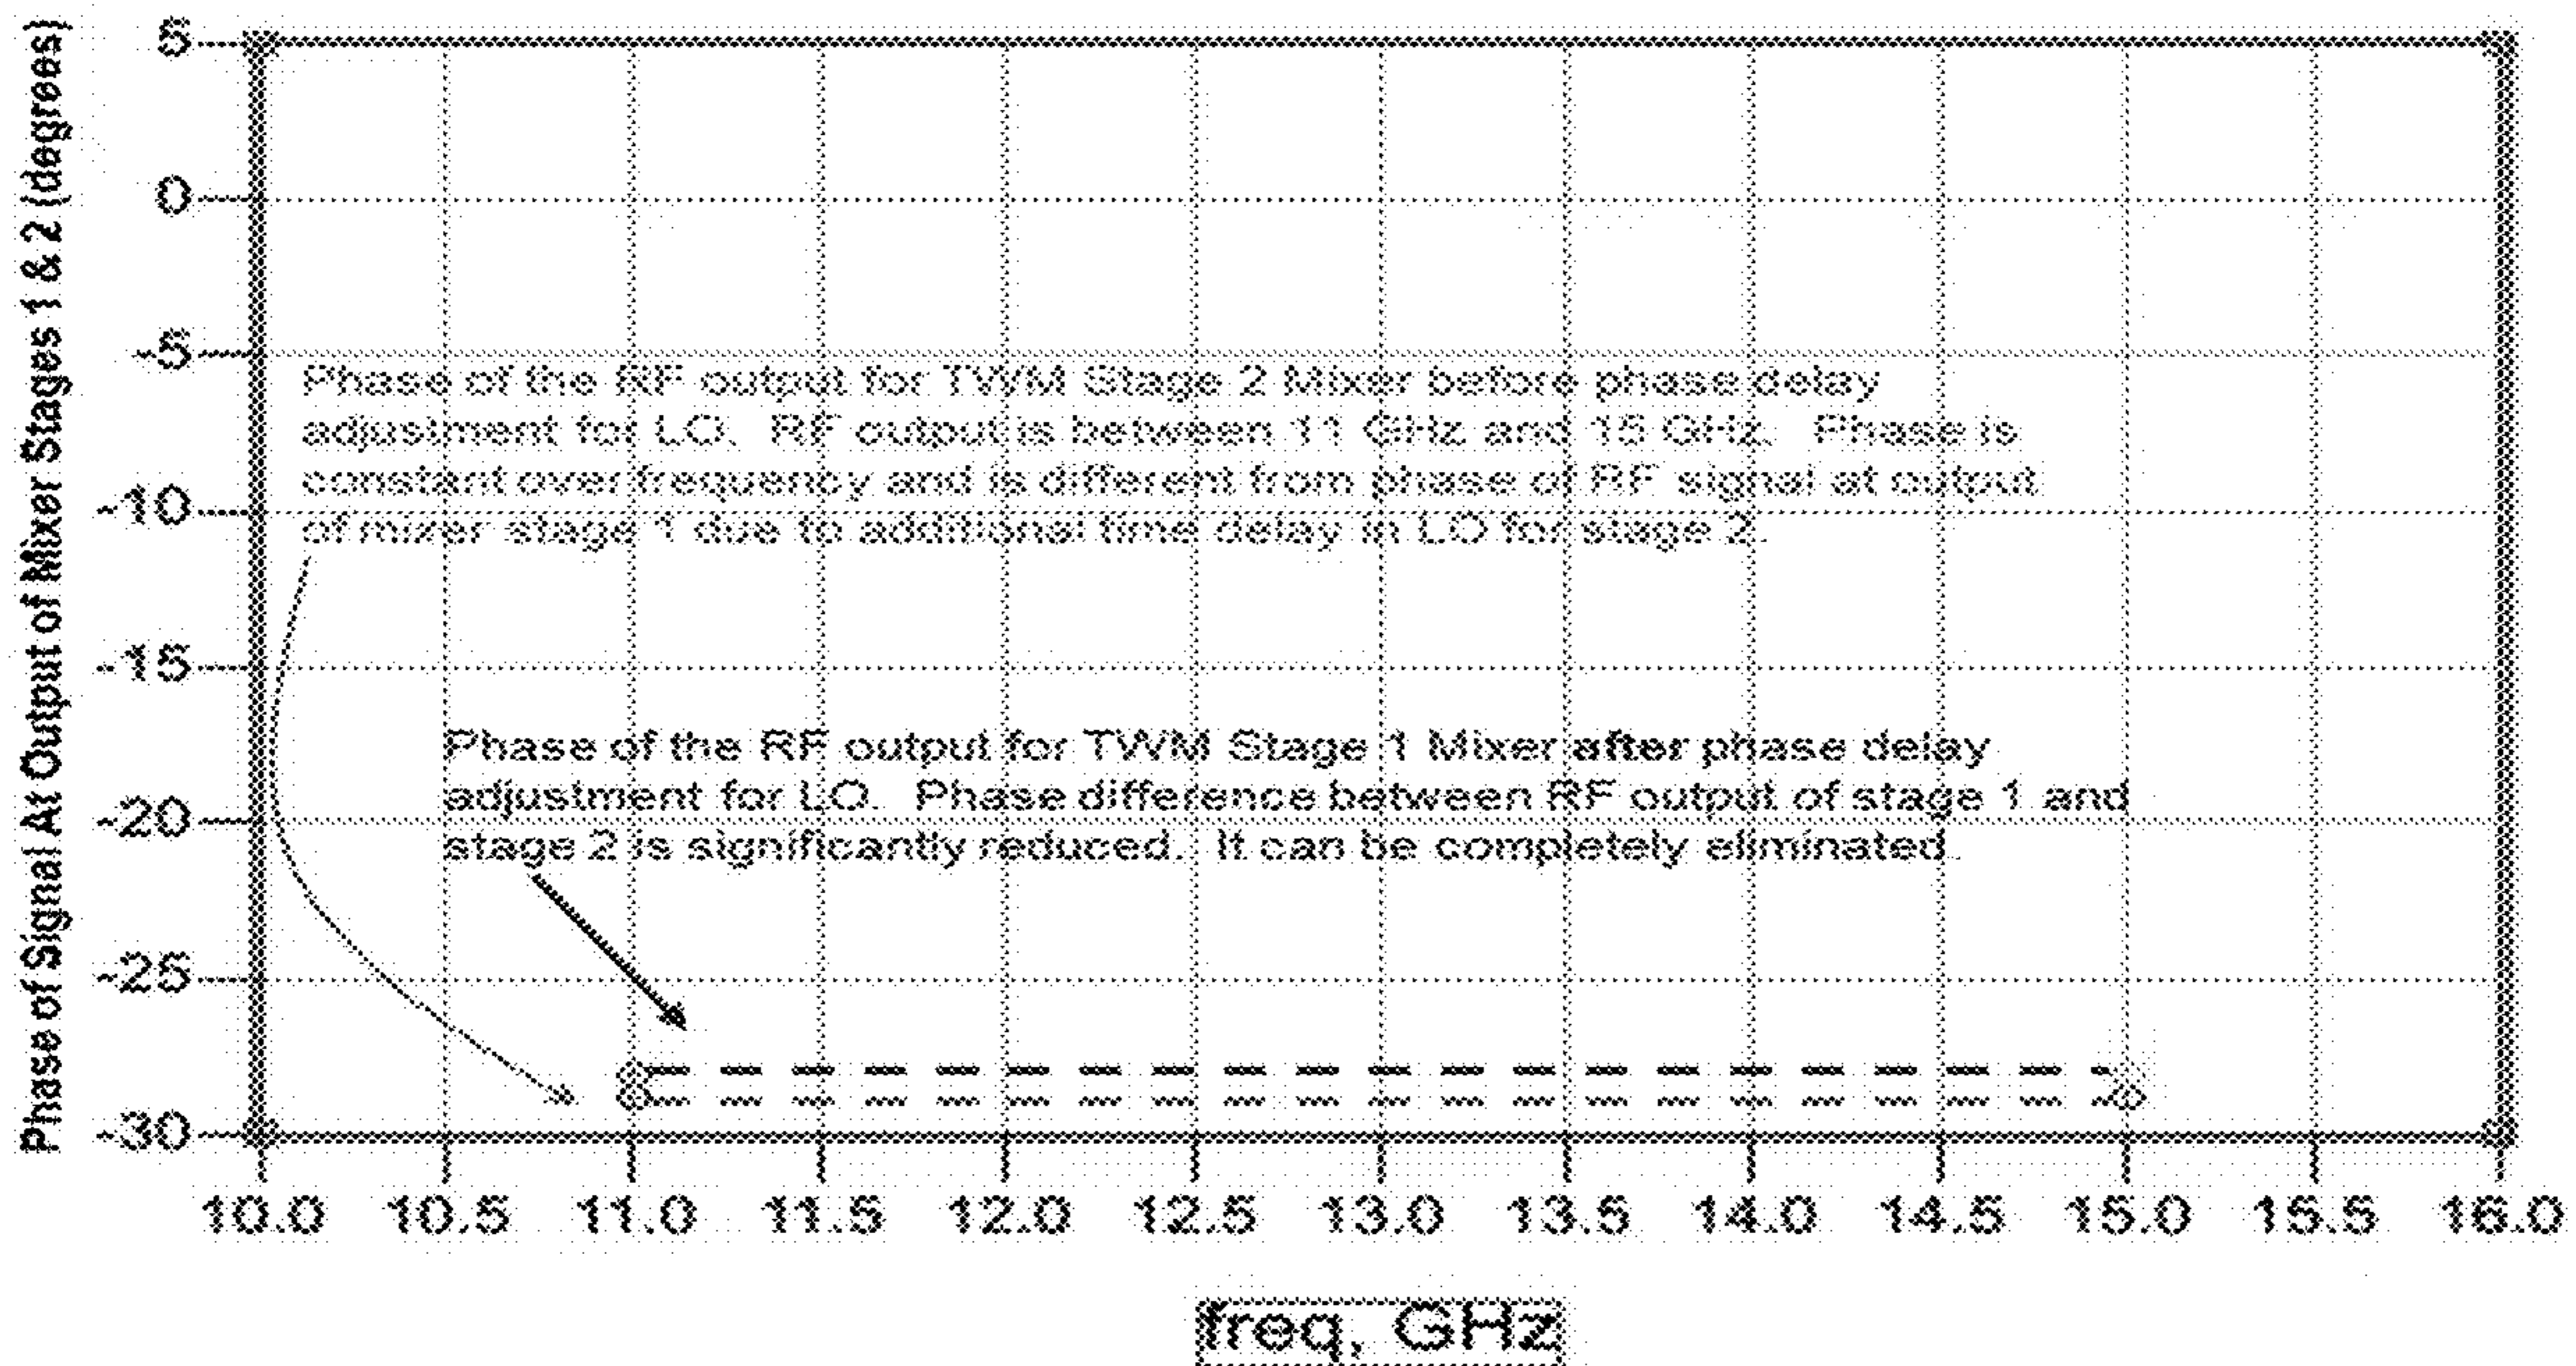 Phase of Signal At Output of Mixer Stages 1 & 2 (degrees)
5
0
-5
-10
-15
-20
-25
-30
Phase of the RF output for TWM Stage 2 Mixer before phase delay
adjustment for LO. RF output is between 11 GHz and 15 GHz. Phase is
constant over frequency and is different from phase of RF signal at output
of mixer stage 1 due to additional time delay in LO for stage 2.
Phase of the RF output for TWM Stage 1 Mixer after phase delay
adjustment for LO. Phase difference between RF output of stage 1 and
stage 2 is significantly reduced. It can be completely eliminated.
10.0 10.5 11.0 11.5 12.0 12.5 13.0 13.5 14.0 14.5 15.0 15.5 16.0
freq, GHz